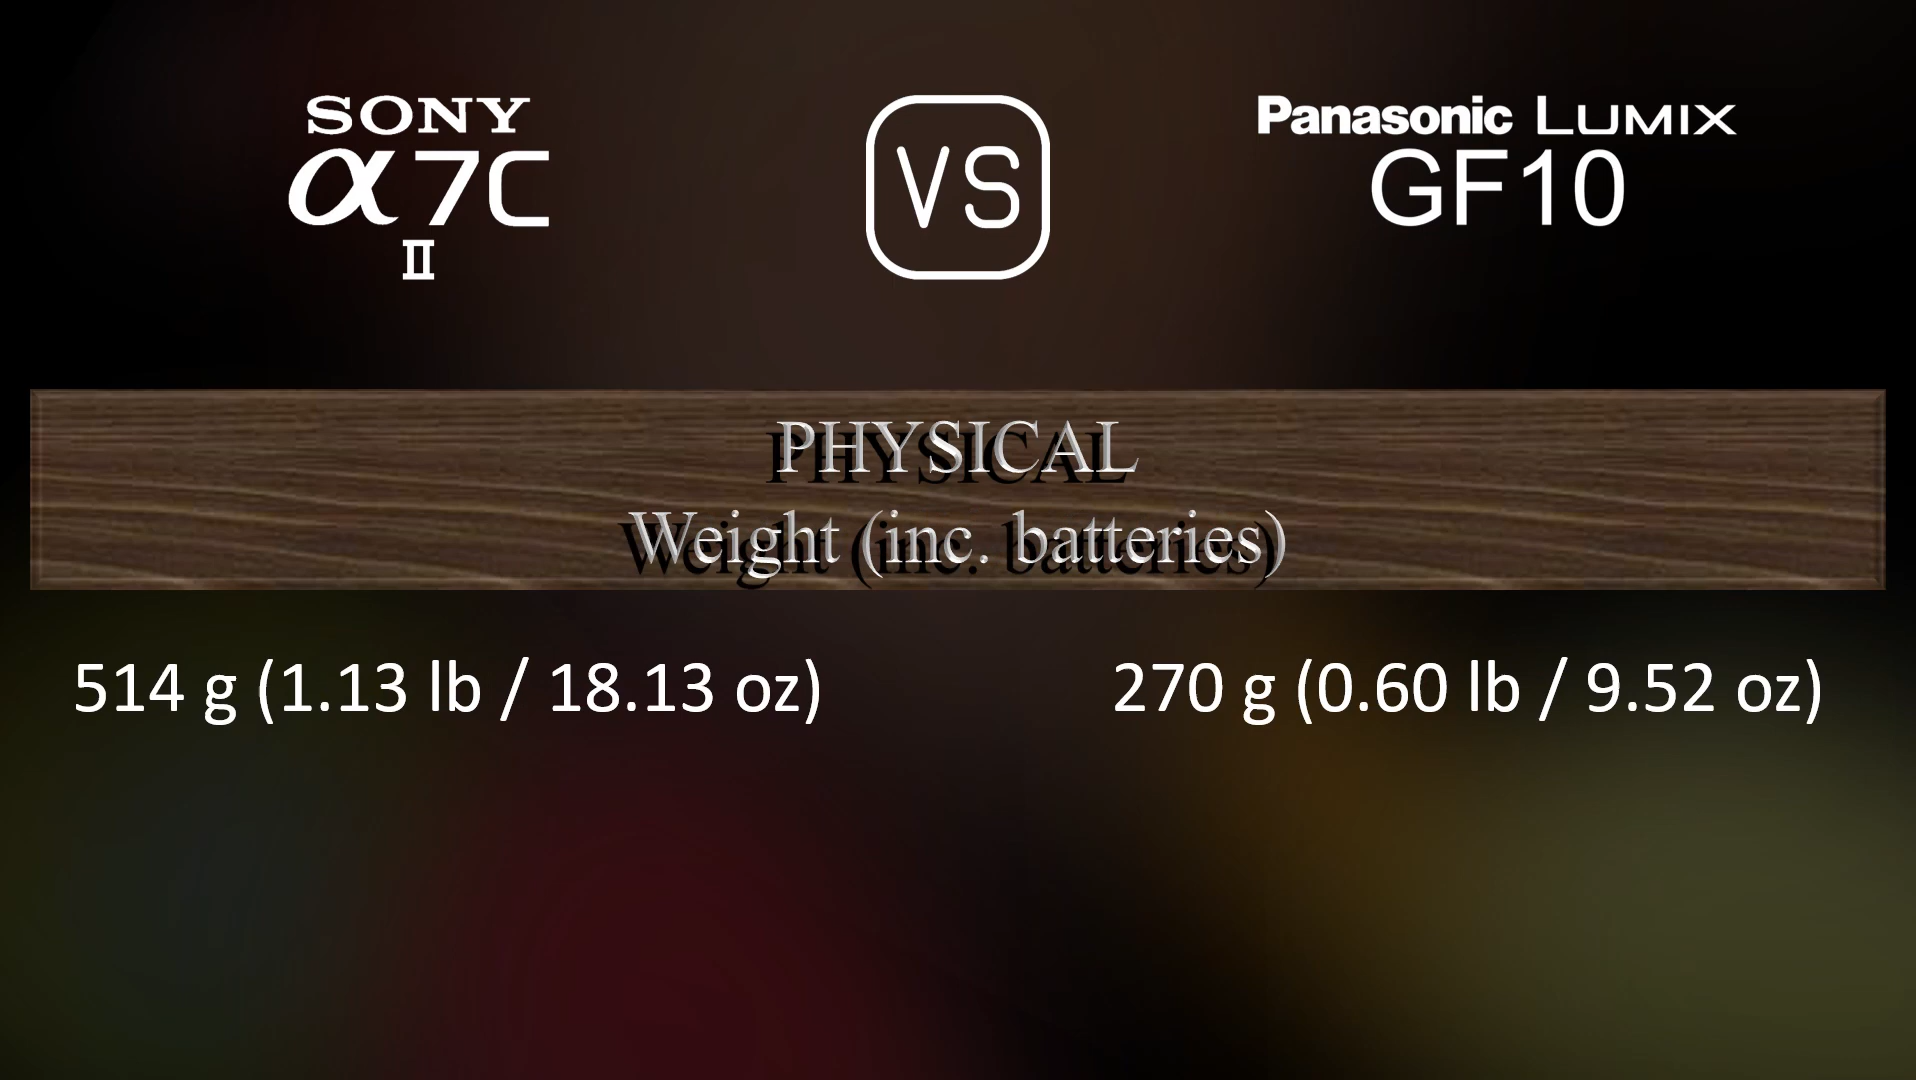 SONY
α7C
II
VS
Panasonic LUMIX
GF10
PHYSICAL
Weight (inc. batteries)
514 g (1.13 lb / 18.13 oz)
270 g (0.60 lb / 9.52 oz)